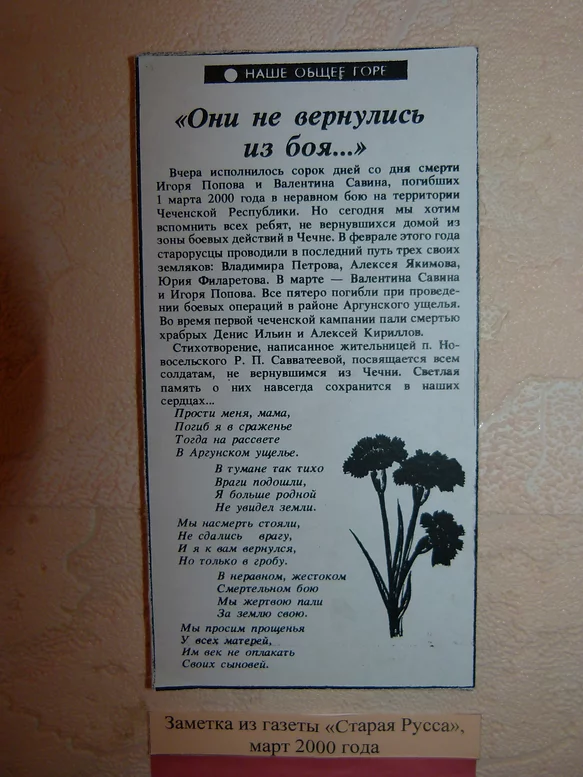 ● НАШЕ ОБЩЕЕ ГОРЕ
«Они не вернулись
из боя...»
Вчера исполнилось сорок дней со дня смерти
Игоря Попова и Валентина Савина, погибших
1 марта 2000 года в неравном бою на территории
Чеченской Республики. Но сегодня мы хотим
вспомнить всех ребят, не вернувшихся домой из
зоны боевых действий в Чечне. В феврале этого года
старорусцы проводили в последний путь трех своих
земляков: Владимира Петрова, Алексея Якимова,
Юрия Филаретова. В марте — Валентина Савина
и Игоря Попова. Все пятеро погибли при проведе-
нии боевых операций в районе Аргунского ущелья.
Во время первой чеченской кампании пали смертью
храбрых Денис Ильин и Алексей Кириллов.
Стихотворение, написанное жительницей п. Но-
восельского Р. П. Савватеевой, посвящается всем
солдатам, не вернувшимся из Чечни. Светлая
память о них навсегда сохранится в наших
сердцах...
Прости меня, мама,
Погиб я в сраженье
Тогда на рассвете
В Аргунском ущелье.
В тумане так тихо
Враги подошли,
Я больше родной
Не увидел земли.
Мы насмерть стояли,
Не сдались врагу,
И я к вам вернулся,
Но только в гробу.
В неравном, жестоком
Смертельном бою
Мы жертвою пали
За землю свою.
Мы просим прощенья
У всех матерей,
Им век не оплакать
Своих сыновей.
Заметка из газеты «Старая Русса»,
март 2000 года